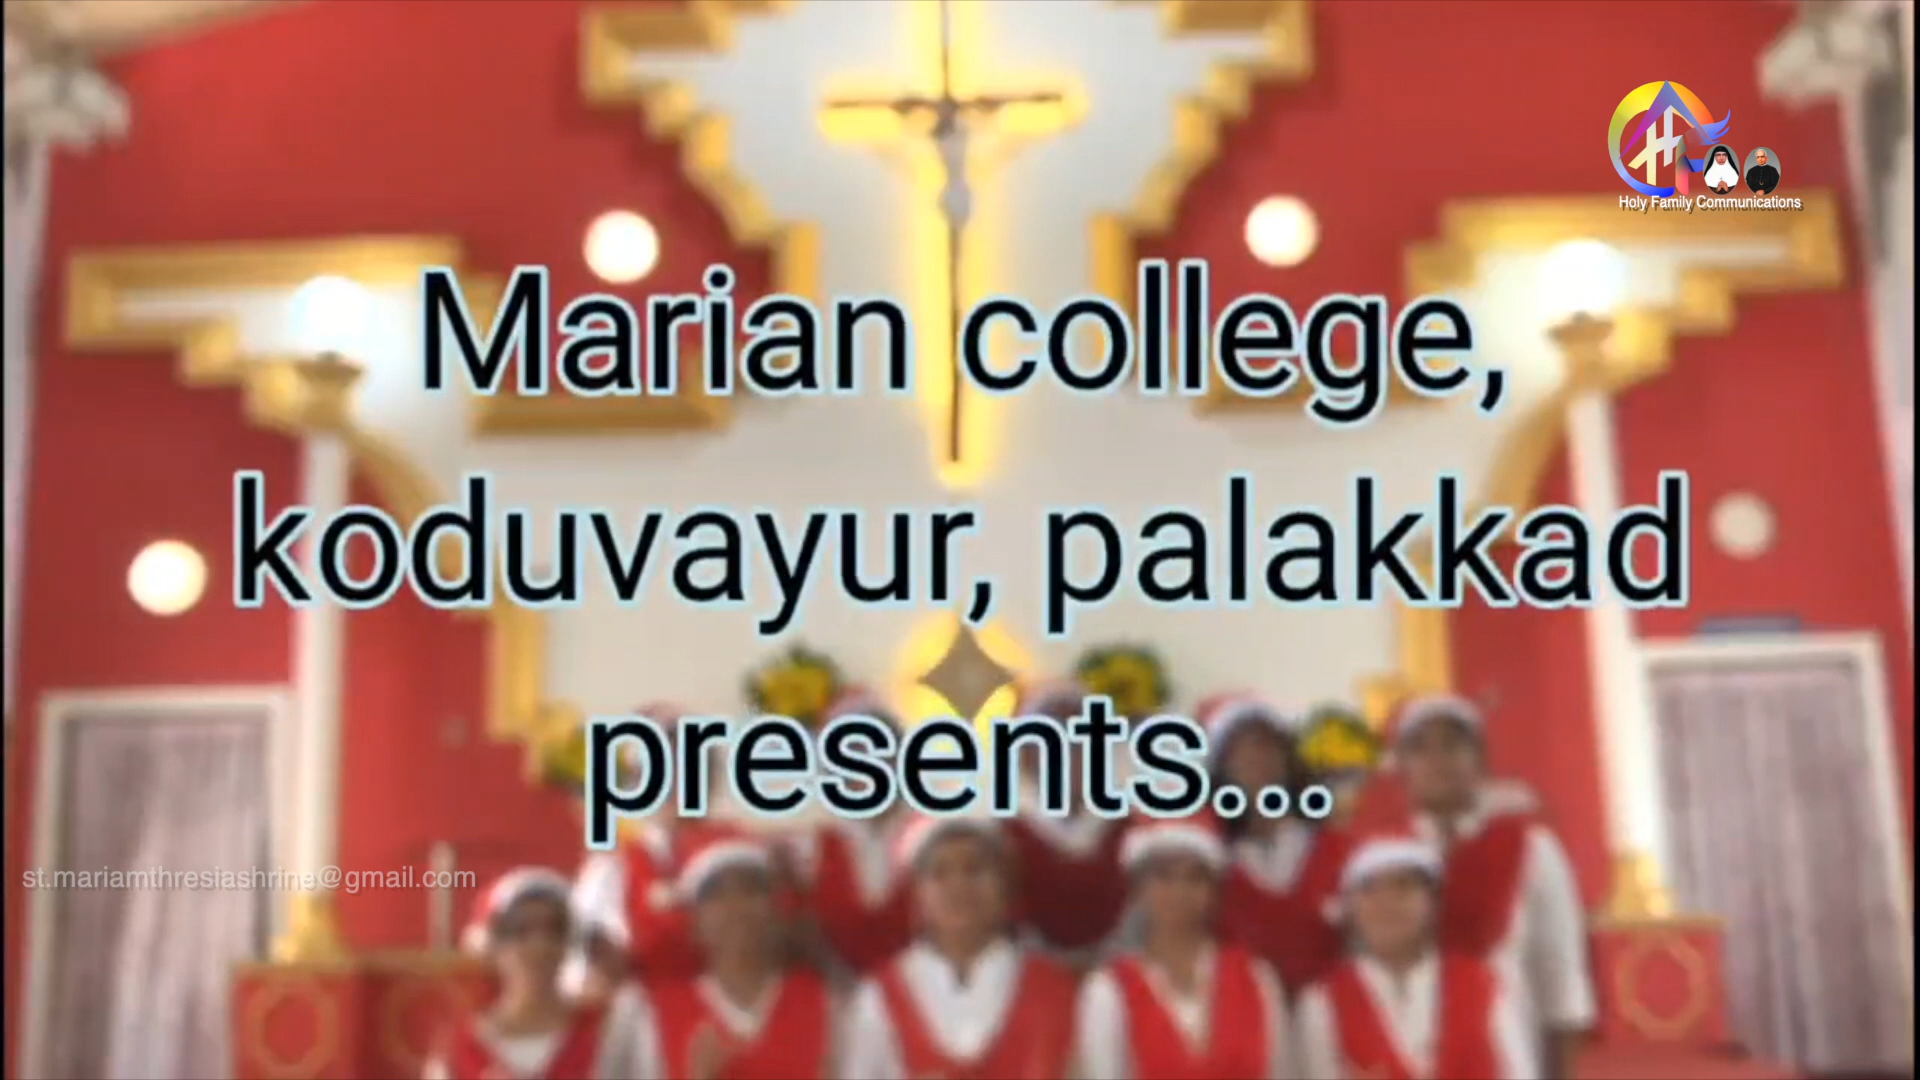 Holy Family Communications
Marian college,
koduvayur, palakkad
presents...
st.mariamthresiashrine@gmail.com